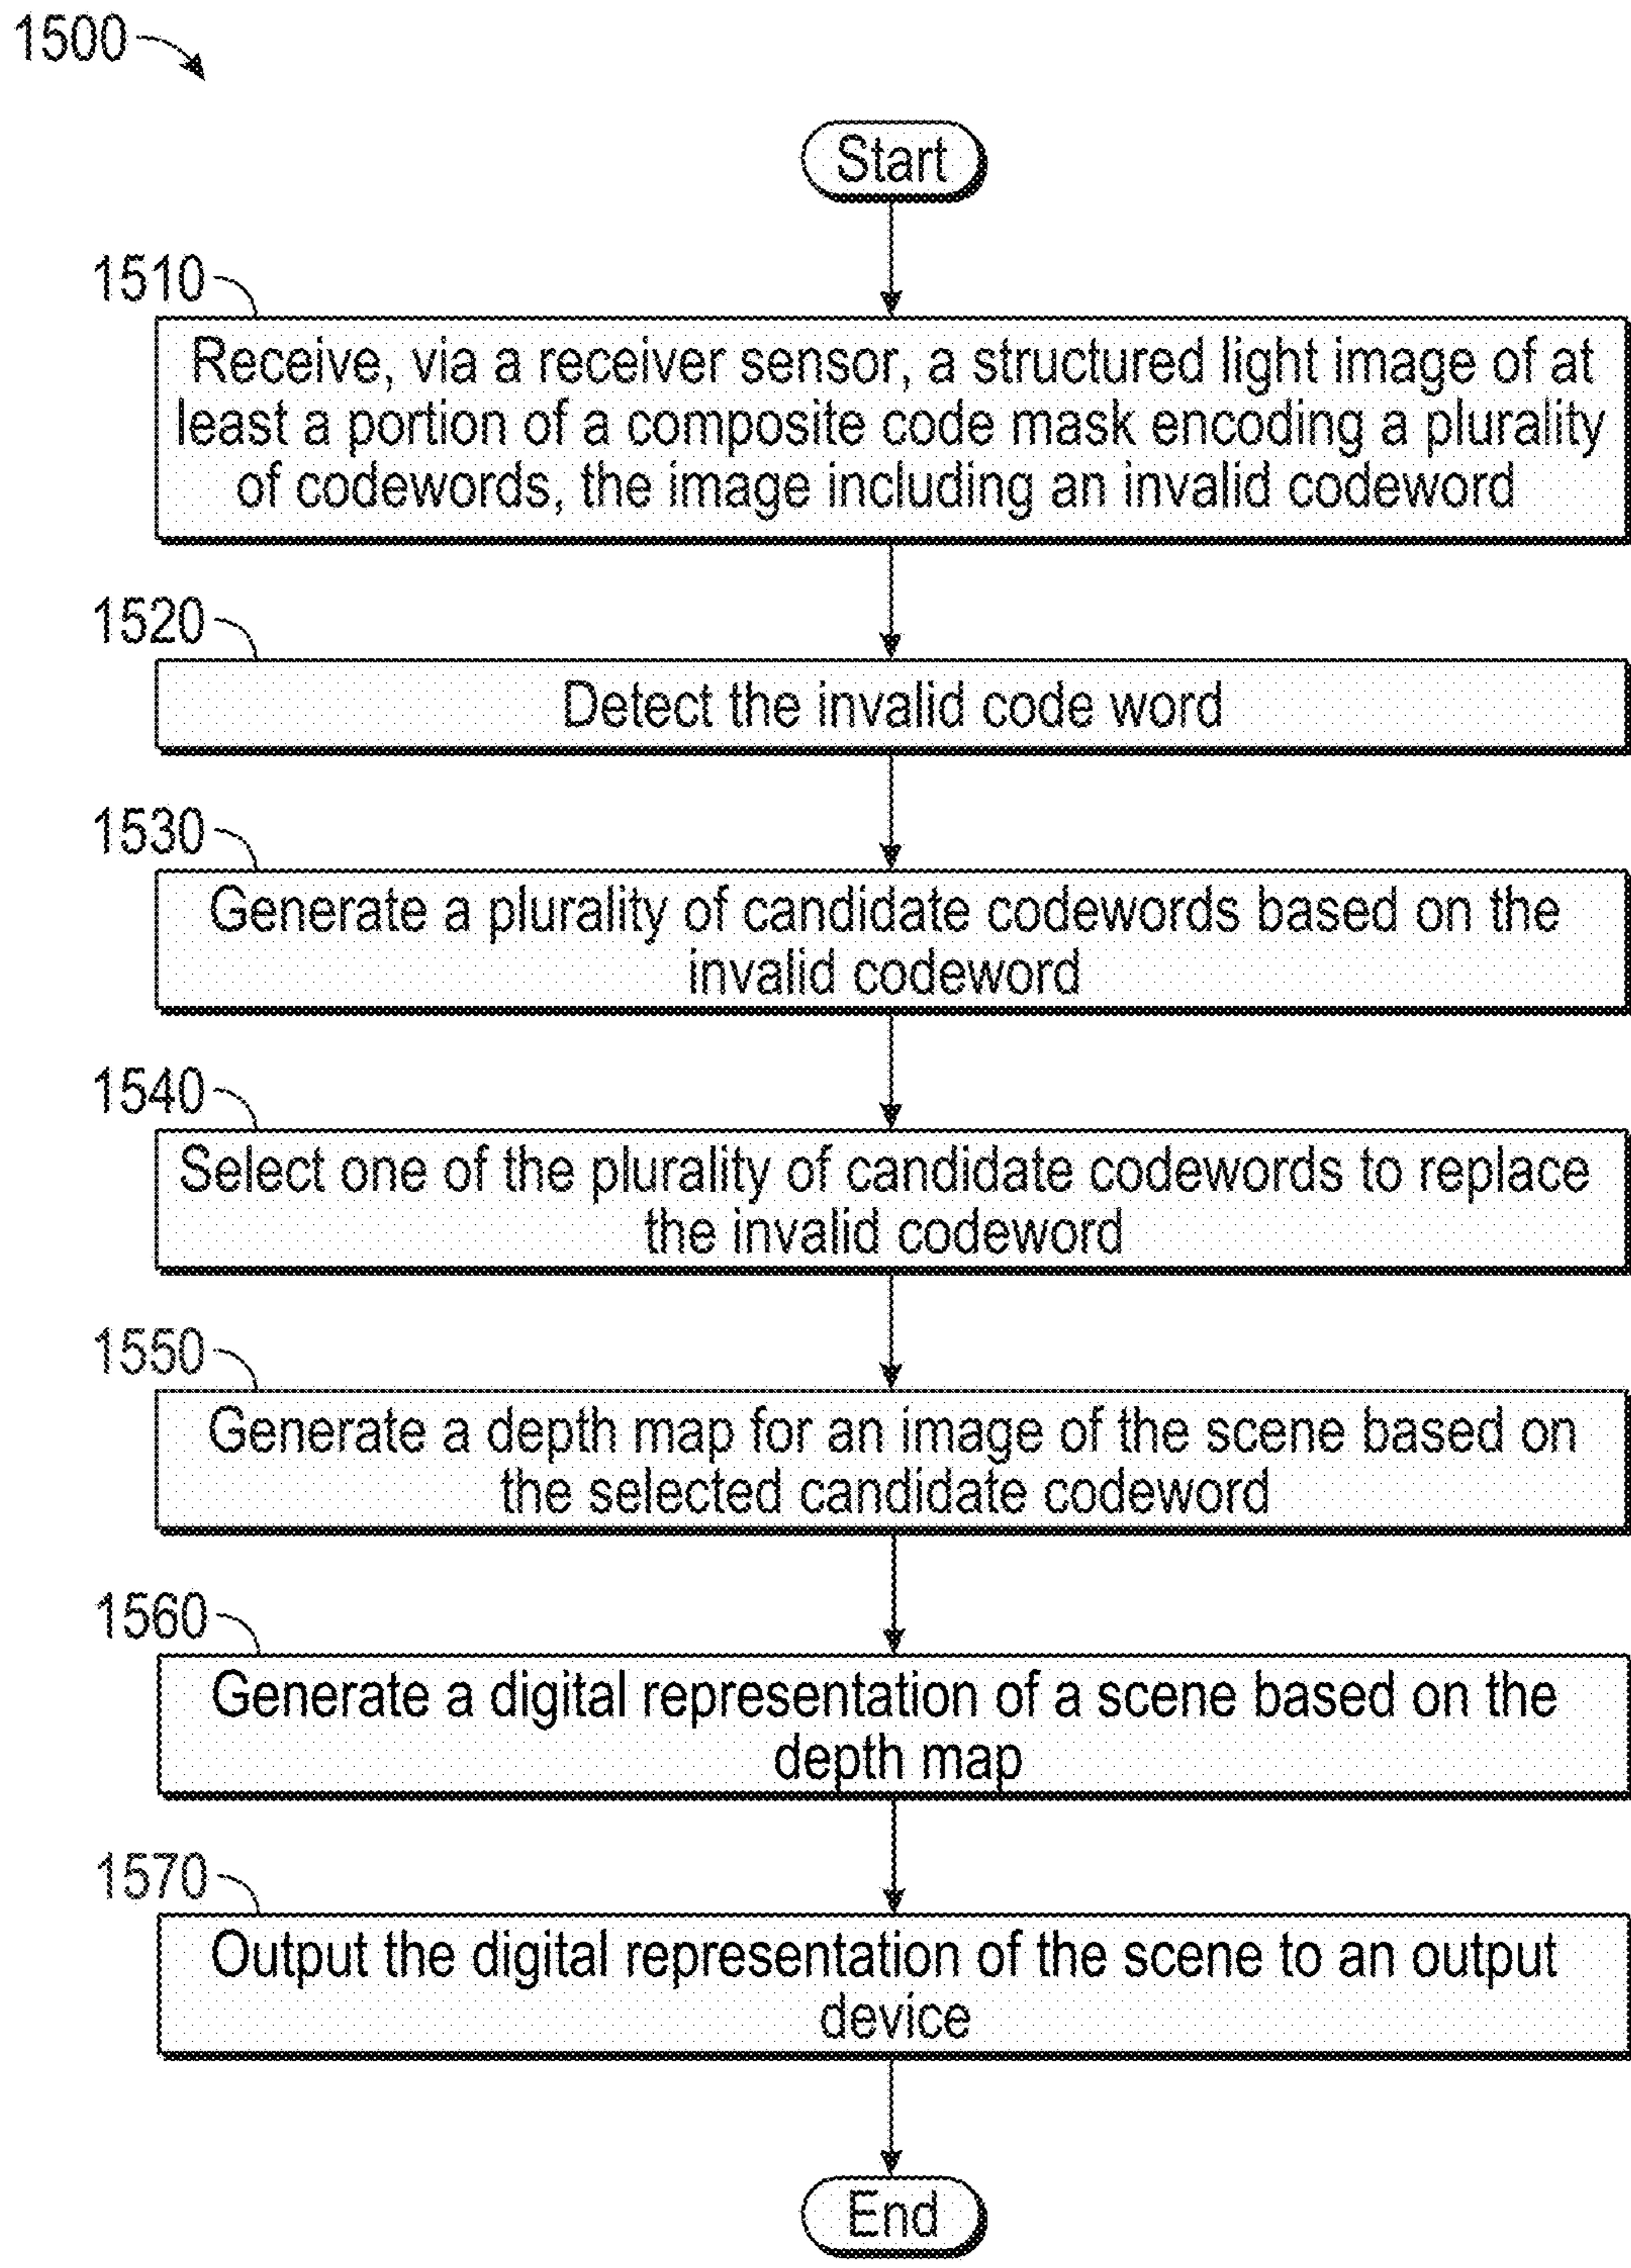 1500
Start
1510
Receive, via a receiver sensor, a structured light image of at
least a portion of a composite code mask encoding a plurality
of codewords, the image including an invalid codeword
1520
Detect the invalid code word
1530
Generate a plurality of candidate codewords based on the
invalid codeword
1540
Select one of the plurality of candidate codewords to replace
the invalid codeword
1550
Generate a depth map for an image of the scene based on
the selected candidate codeword
1560
Generate a digital representation of a scene based on the
depth map
1570
Output the digital representation of the scene to an output
device
End